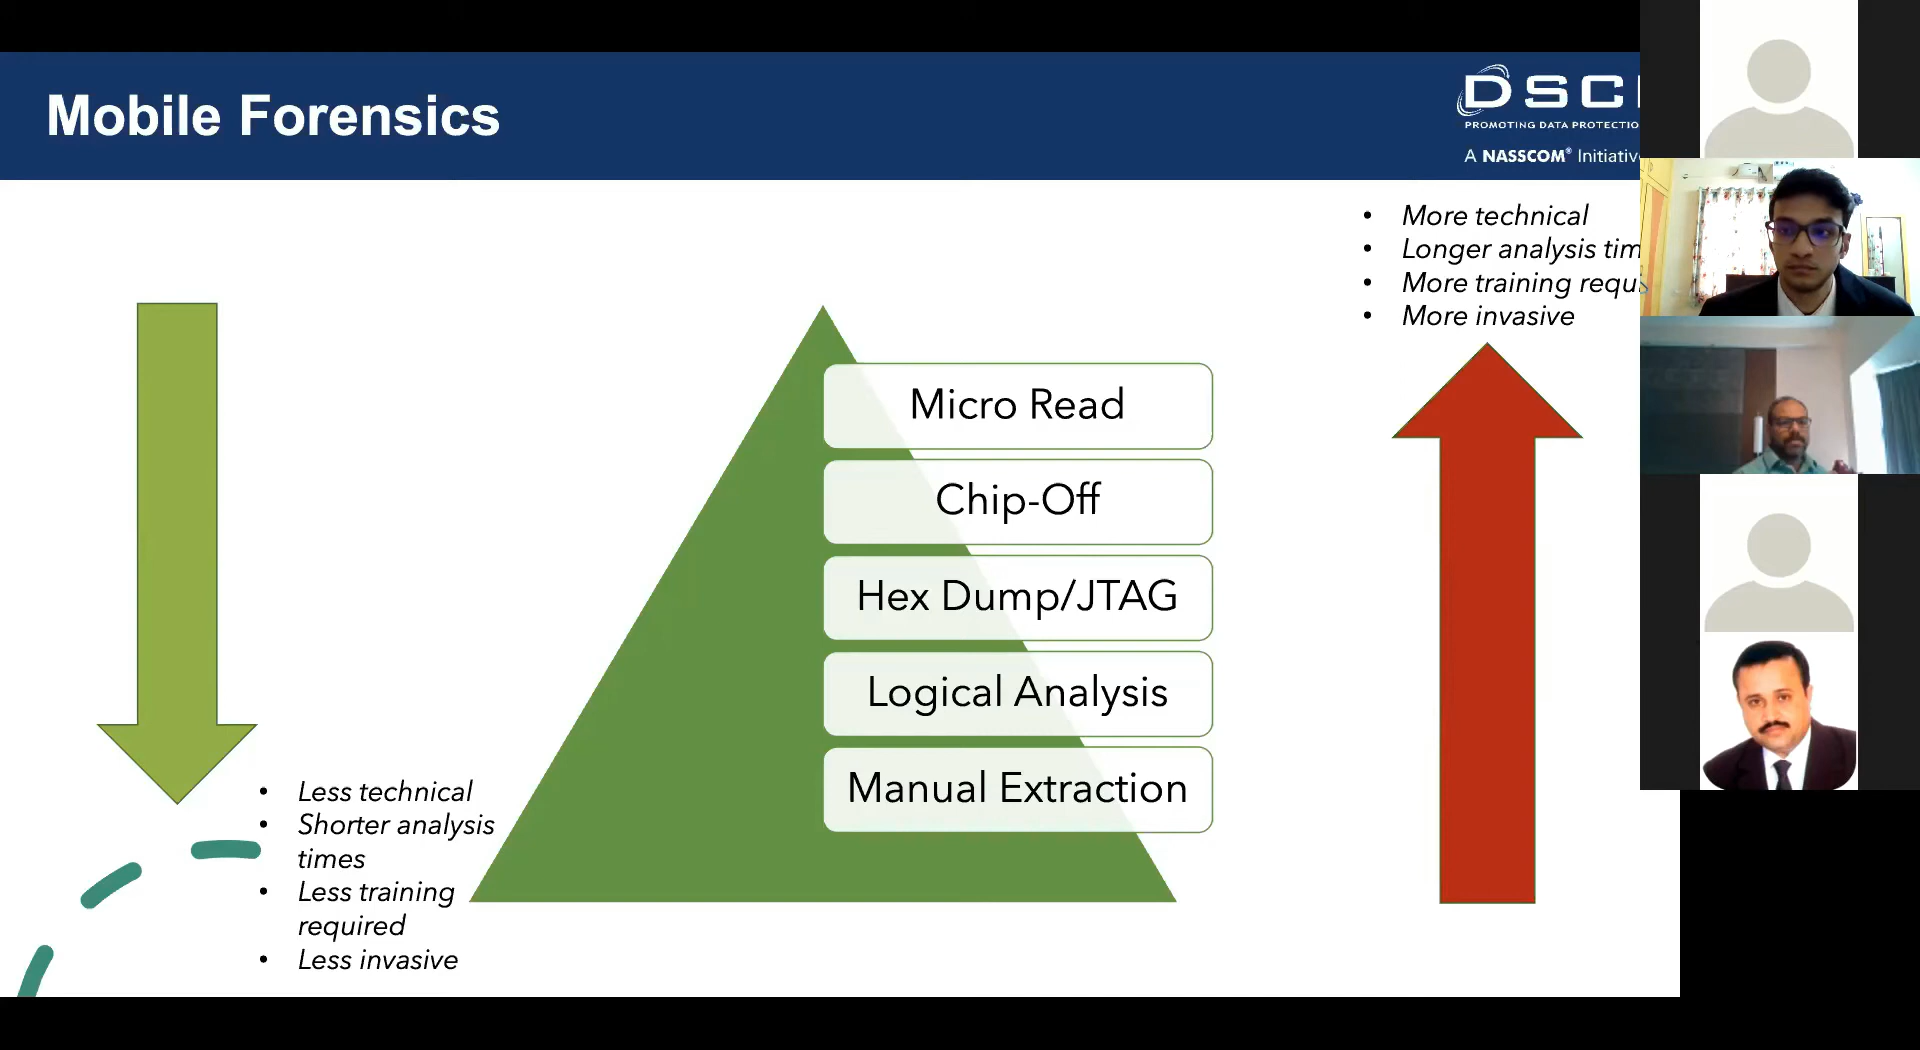 Mobile Forensics
DSCI
PROMOTING DATA PROTECTIO
A NASSCOM® Initiativ
• More technical
• Longer analysis tim
• More training requ
• More invasive
Micro Read
Chip-Off
Hex Dump/JTAG
Logical Analysis
Manual Extraction
• Less technical
• Shorter analysis
times
• Less training
required
• Less invasive